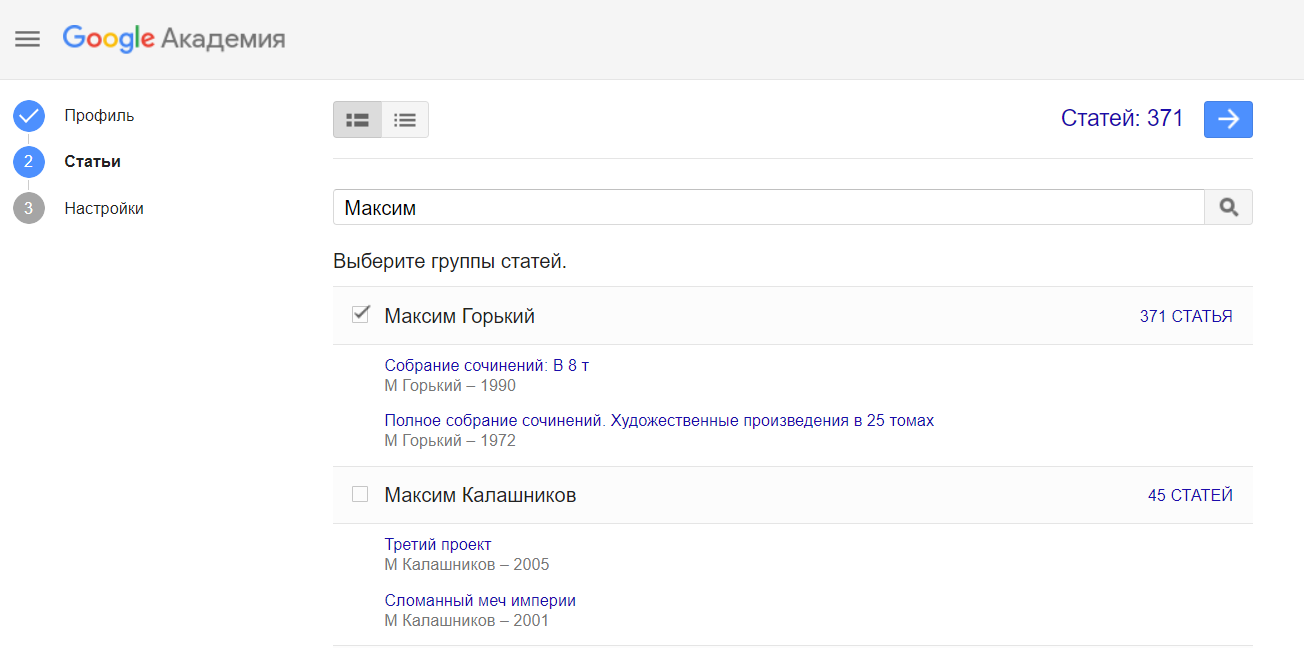 Google Академия
Профиль
2 Статьи
3 Настройки
Статей: 371
Максим
Выберите группы статей.
Максим Горький 371 СТАТЬЯ
Собрание сочинений: В 8 т
М Горький – 1990
Полное собрание сочинений. Художественные произведения в 25 томах
М Горький – 1972
Максим Калашников 45 СТАТЕЙ
Третий проект
М Калашников – 2005
Сломанный меч империи
М Калашников – 2001